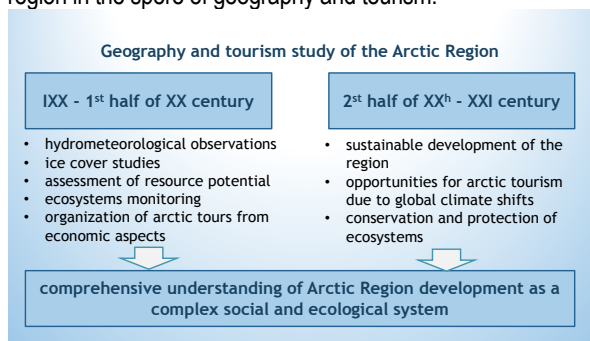 region in the spere of geography and tourism.
Geography and tourism study of the Arctic Region
IXX – 1st half of XX century
• hydrometeorological observations
• ice cover studies
• assessment of resource potential
• ecosystems monitoring
• organization of arctic tours from
economic aspects
2st half of XXh – XXI century
• sustainable development of the
region
• opportunities for arctic tourism
due to global climate shifts
• conservation and protection of
ecosystems
comprehensive understanding of Arctic Region development as a
complex social and ecological system